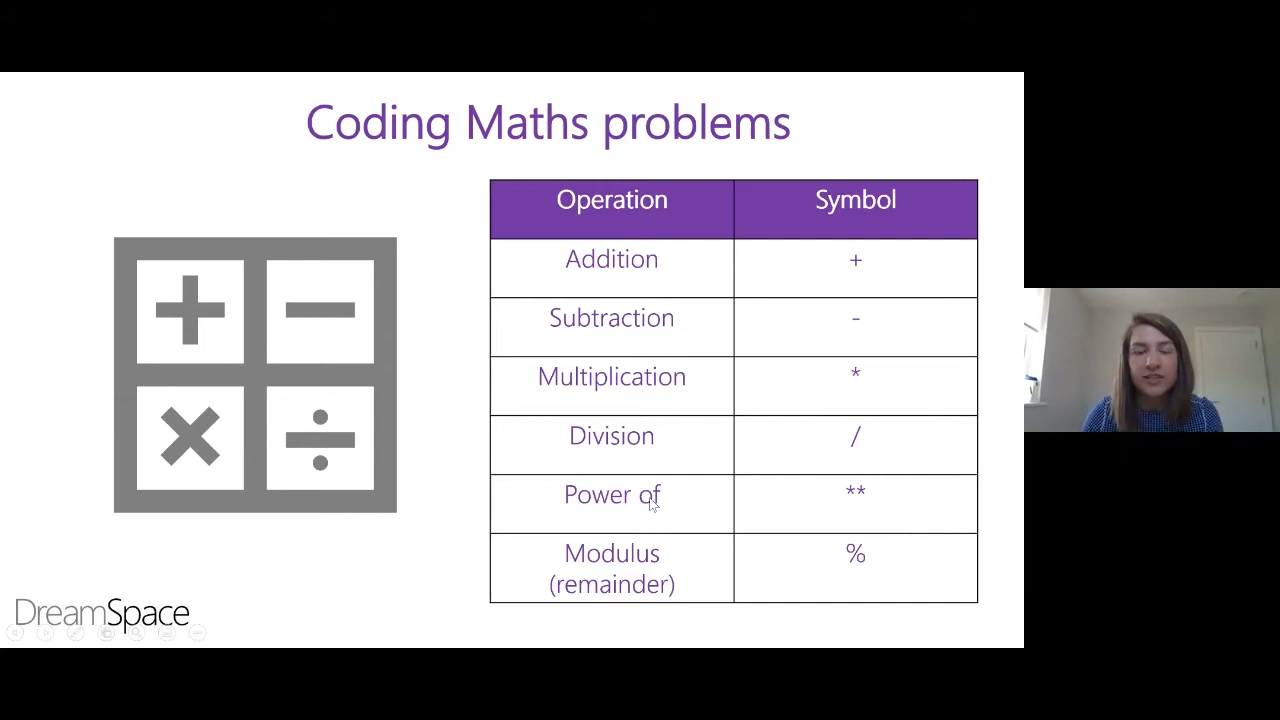 Coding Maths problems
Operation Symbol
Addition +
Subtraction -
Multiplication *
Division /
Power of **
Modulus (remainder) %
DreamSpace